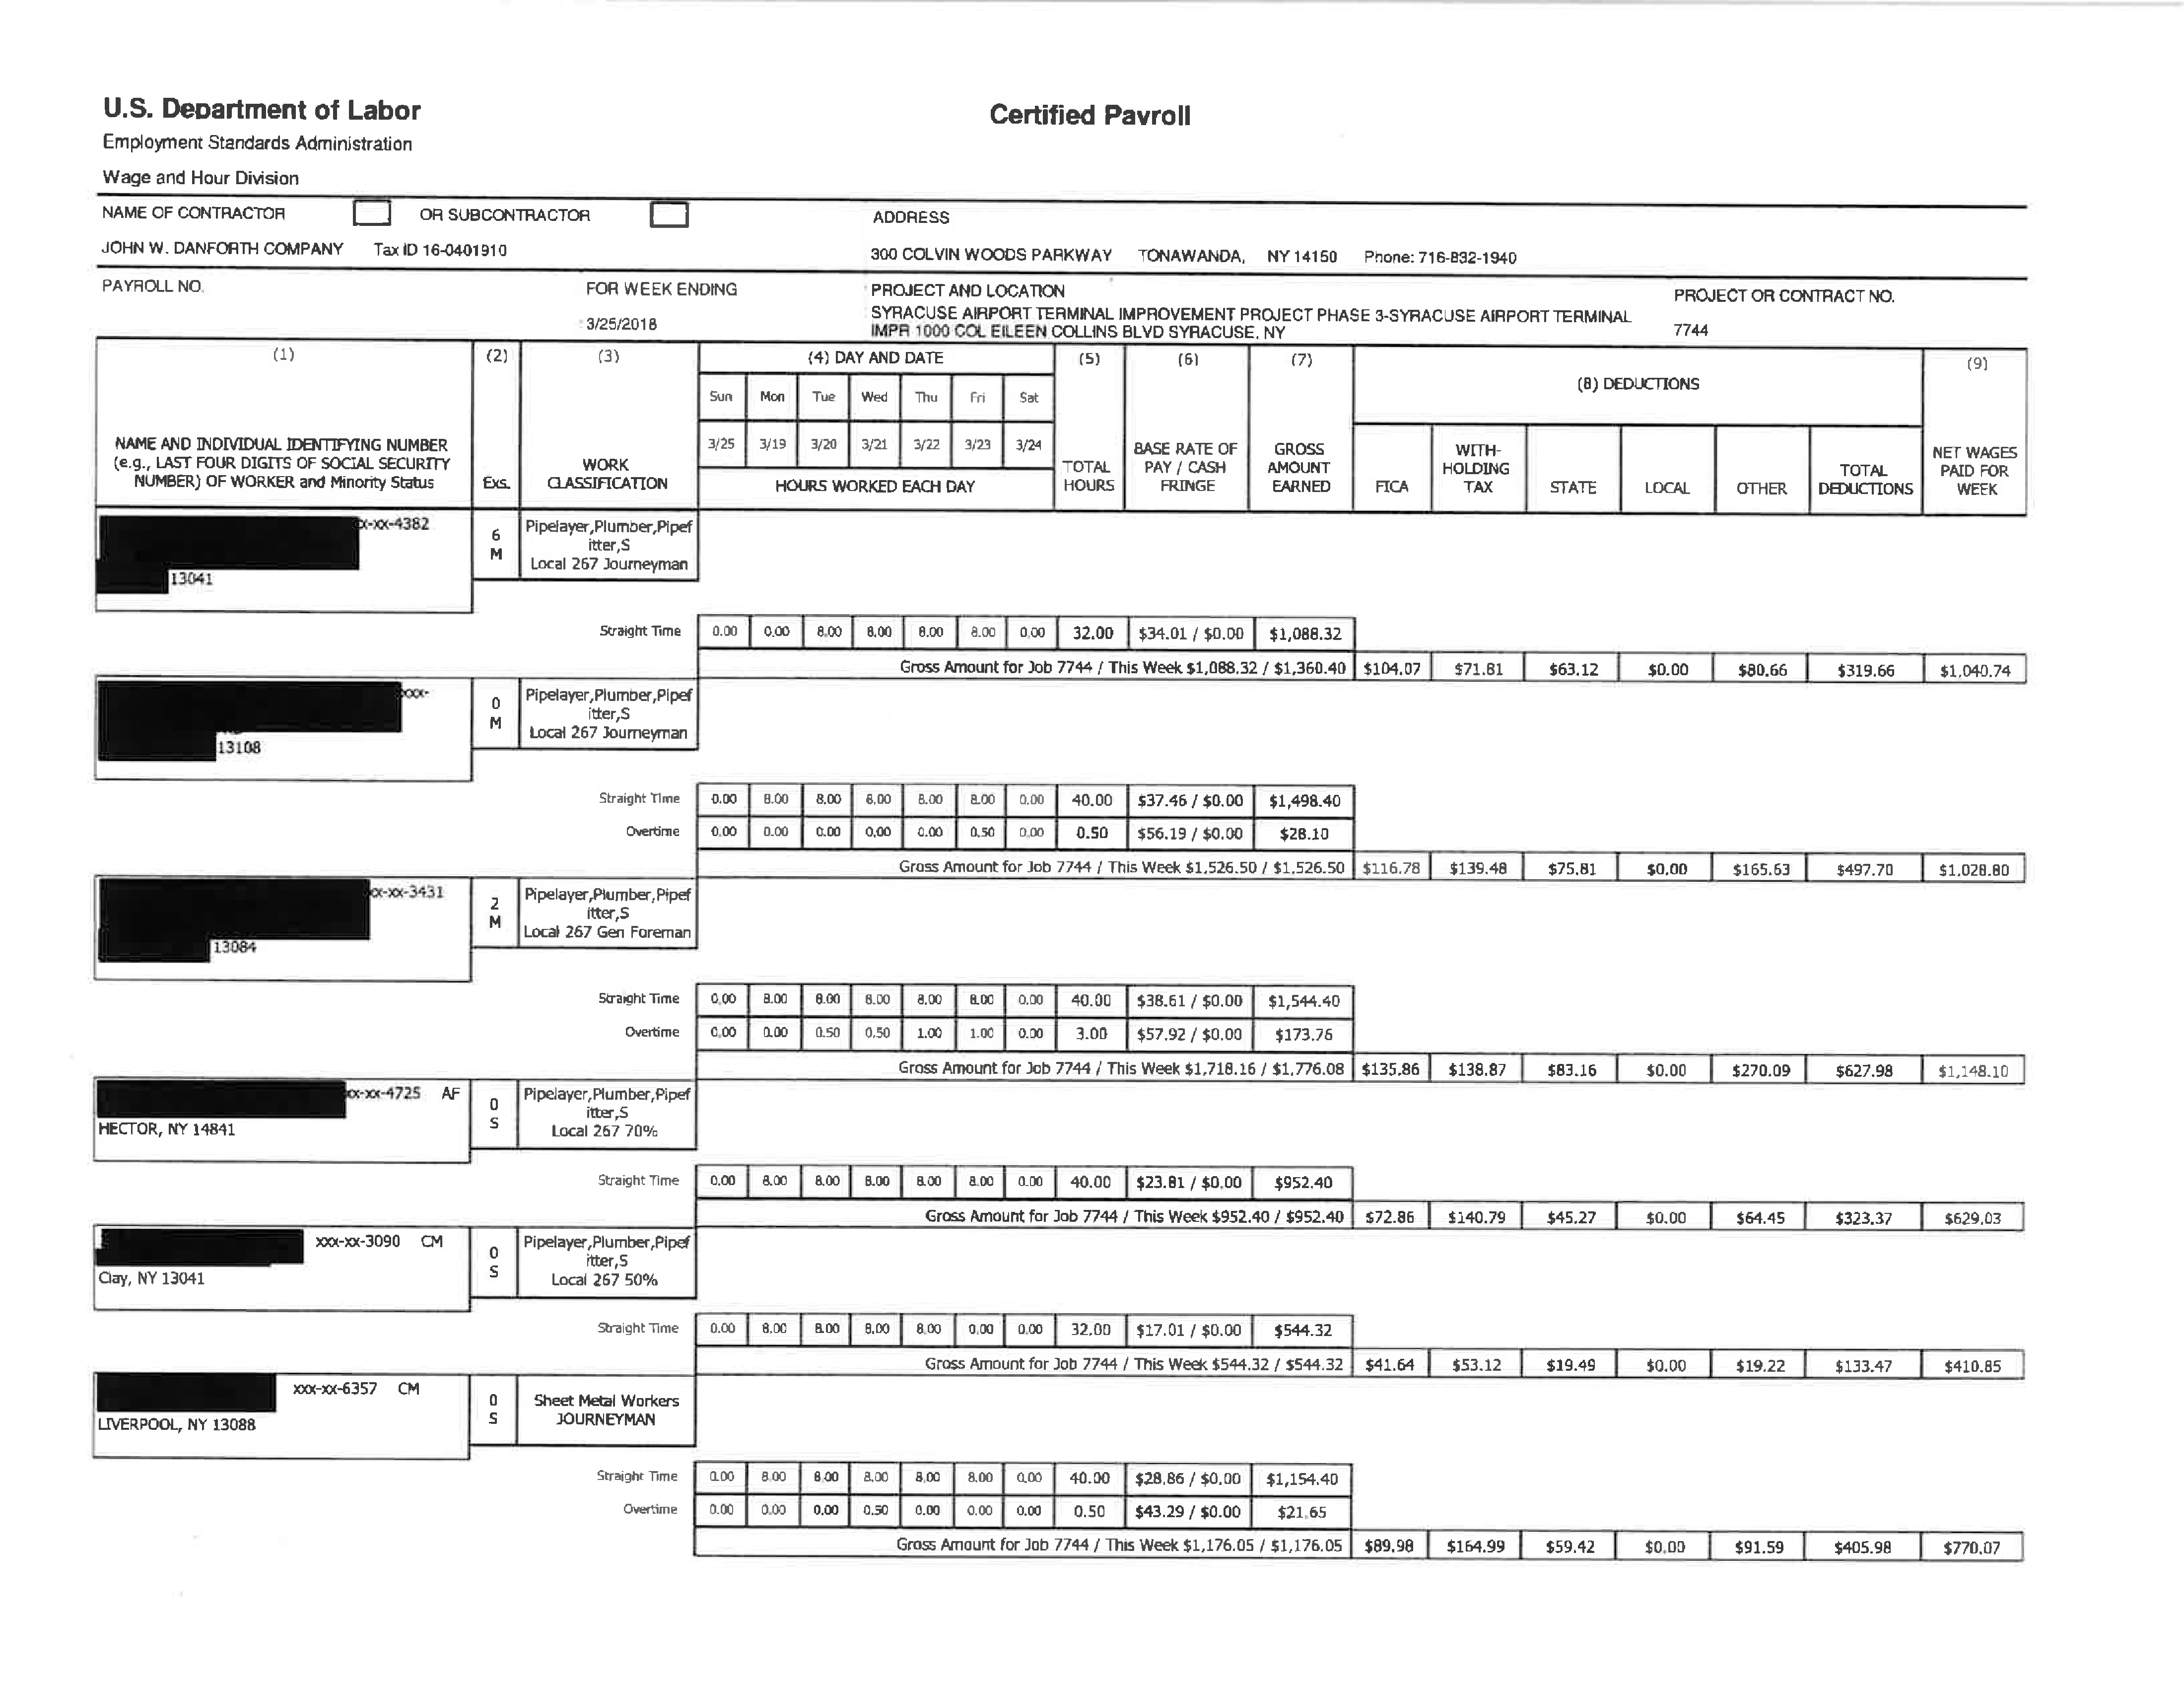 U.S. Department of Labor
Certified Payroll
Employment Standards Administration
Wage and Hour Division
NAME OF CONTRACTOR OR SUBCONTRACTOR ADDRESS
JOHN W. DANFORTH COMPANY Tax ID 16-0401910 300 COLVIN WOODS PARKWAY TONAWANDA, NY 14150 Phone: 716-832-1940
PAYROLL NO. FOR WEEK ENDING PROJECT AND LOCATION PROJECT OR CONTRACT NO.
3/25/2018 SYRACUSE AIRPORT TERMINAL IMPROVEMENT PROJECT PHASE 3-SYRACUSE AIRPORT TERMINAL
IMPR 1000 COL EILEEN COLLINS BLVD SYRACUSE, NY 7744
(1) (2) (3) (4) DAY AND DATE (5) (6) (7) (8) DEDUCTIONS (9)
Sun Mon Tue Wed Thu Fri Sat
3/25 3/19 3/20 3/21 3/22 3/23 3/24
NAME AND INDIVIDUAL IDENTIFYING NUMBER
(e.g., LAST FOUR DIGITS OF SOCIAL SECURITY
NUMBER) OF WORKER and Minority Status
Exs.
WORK
CLASSIFICATION
HOURS WORKED EACH DAY
TOTAL
HOURS
BASE RATE OF
PAY / CASH
FRINGE
GROSS
AMOUNT
EARNED
FICA
WITH-
HOLDING
TAX
STATE
LOCAL
OTHER
TOTAL
DEDUCTIONS
NET WAGES
PAID FOR
WEEK
x-xx-4382
13041
6
M
Pipelayer,Plumber,Pipef
itter,S
Local 267 Journeyman
Straight Time 0.00 0.00 8.00 8.00 8.00 8.00 0.00 32.00 $34.01 / $0.00 $1,088.32
Gross Amount for Job 7744 / This Week $1,088.32 / $1,360.40 $104.07 $71.81 $63.12 $0.00 $80.66 $319.66 $1,040.74
xxx-
13108
0
M
Pipelayer,Plumber,Pipef
itter,S
Local 267 Journeyman
Straight Time 0.00 8.00 8.00 8.00 8.00 8.00 0.00 40.00 $37.46 / $0.00 $1,498.40
Overtime 0.00 0.00 0.00 0.00 0.00 0.50 0.00 0.50 $56.19 / $0.00 $28.10
Gross Amount for Job 7744 / This Week $1,526.50 / $1,526.50 $116.78 $139.48 $75.81 $0.00 $165.63 $497.70 $1,028.80
xx-xx-3431
13084
2
M
Pipelayer,Plumber,Pipef
itter,S
Local 267 Gen Foreman
Straight Time 0.00 8.00 8.00 8.00 8.00 8.00 0.00 40.00 $38.61 / $0.00 $1,544.40
Overtime 0.00 0.00 0.50 0.50 1.00 1.00 0.00 3.00 $57.92 / $0.00 $173.76
Gross Amount for Job 7744 / This Week $1,718.16 / $1,776.08 $135.86 $138.87 $83.16 $0.00 $270.09 $627.98 $1,148.10
xx-xx-4725 AF
HECTOR, NY 14841
0
S
Pipelayer,Plumber,Pipef
itter,S
Local 267 70%
Straight Time 0.00 8.00 8.00 8.00 8.00 8.00 0.00 40.00 $23.81 / $0.00 $952.40
Gross Amount for Job 7744 / This Week $952.40 / $952.40 $72.86 $140.79 $45.27 $0.00 $64.45 $323.37 $629.03
xxx-xx-3090 CM
Clay, NY 13041
0
S
Pipelayer,Plumber,Pipef
itter,S
Local 267 50%
Straight Time 0.00 8.00 8.00 8.00 8.00 0.00 0.00 32.00 $17.01 / $0.00 $544.32
Gross Amount for Job 7744 / This Week $544.32 / $544.32 $41.64 $53.12 $19.49 $0.00 $19.22 $133.47 $410.85
xxx-xx-6357 CM
LIVERPOOL, NY 13088
0
S
Sheet Metal Workers
JOURNEYMAN
Straight Time 0.00 8.00 8.00 8.00 8.00 8.00 0.00 40.00 $28.86 / $0.00 $1,154.40
Overtime 0.00 0.00 0.00 0.50 0.00 0.00 0.00 0.50 $43.29 / $0.00 $21.65
Gross Amount for Job 7744 / This Week $1,176.05 / $1,176.05 $89.98 $164.99 $59.42 $0.00 $91.59 $405.98 $770.07